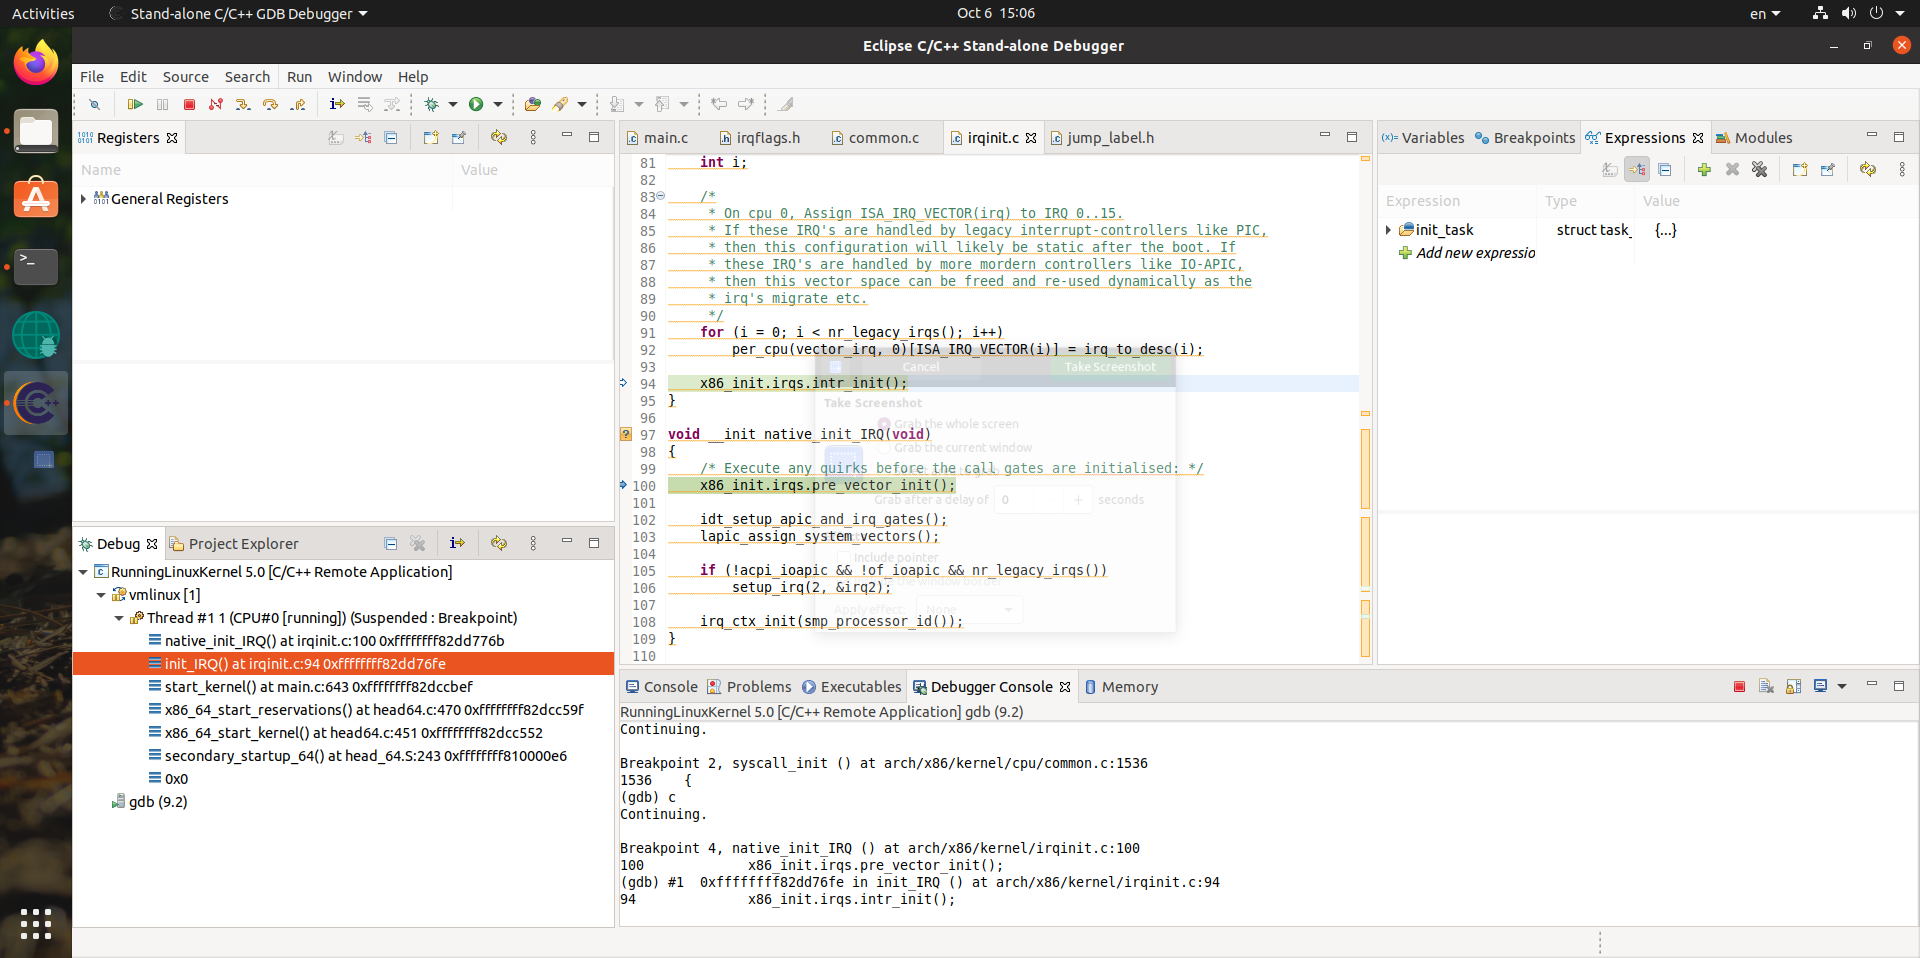 Activities
Stand-alone C/C++ GDB Debugger
Oct 6 15:06
en
Eclipse C/C++ Stand-alone Debugger
File Edit Source Search Run Window Help
Registers
Name Value
General Registers
main.c irqflags.h common.c irqinit.c jump_label.h
81 int i;
82
83 /*
84 * On cpu 0, Assign ISA_IRQ_VECTOR(irq) to IRQ 0..15.
85 * If these IRQ's are handled by legacy interrupt-controllers like PIC,
86 * then this configuration will likely be static after the boot. If
87 * these IRQ's are handled by more mordern controllers like IO-APIC,
88 * then this vector space can be freed and re-used dynamically as the
89 * irq's migrate etc.
90 */
91 for (i = 0; i < nr_legacy_irqs(); i++)
92 per_cpu(vector_irq, 0)[ISA_IRQ_VECTOR(i)] = irq_to_desc(i);
93
94 x86_init.irqs.intr_init();
95 }
96
97 void __init native_init_IRQ(void)
98 {
99 /* Execute any quirks before the call gates are initialised: */
100 x86_init.irqs.pre_vector_init();
101
102 idt_setup_apic_and_irq_gates();
103 lapic_assign_system_vectors();
104
105 if (!acpi_ioapic && !of_ioapic && nr_legacy_irqs())
106 setup_irq(2, &irq2);
107
108 irq_ctx_init(smp_processor_id());
109 }
110
Cancel
Take Screenshot
Take Screenshot
Grab the whole screen
Grab the current window
Grab after a delay of 0 + seconds
Include pointer
the window border
Apply effect: None
Variables Breakpoints Expressions Modules
Expression Type Value
init_task struct task_ {...}
Add new expressio
Debug Project Explorer
RunningLinuxKernel 5.0 [C/C++ Remote Application]
vmlinux [1]
Thread #1 1 (CPU#0 [running]) (Suspended : Breakpoint)
native_init_IRQ() at irqinit.c:100 0xffffffff82dd776b
init_IRQ() at irqinit.c:94 0xffffffff82dd76fe
start_kernel() at main.c:643 0xffffffff82dccbef
x86_64_start_reservations() at head64.c:470 0xffffffff82dcc59f
x86_64_start_kernel() at head64.c:451 0xffffffff82dcc552
secondary_startup_64() at head_64.S:243 0xffffffff810000e6
0x0
gdb (9.2)
Console Problems Executables Debugger Console Memory
RunningLinuxKernel 5.0 [C/C++ Remote Application] gdb (9.2)
Continuing.
Breakpoint 2, syscall_init () at arch/x86/kernel/cpu/common.c:1536
1536 {
(gdb) c
Continuing.
Breakpoint 4, native_init_IRQ () at arch/x86/kernel/irqinit.c:100
100 x86_init.irqs.pre_vector_init();
(gdb) #1 0xffffffff82dd76fe in init_IRQ () at arch/x86/kernel/irqinit.c:94
94 x86_init.irqs.intr_init();